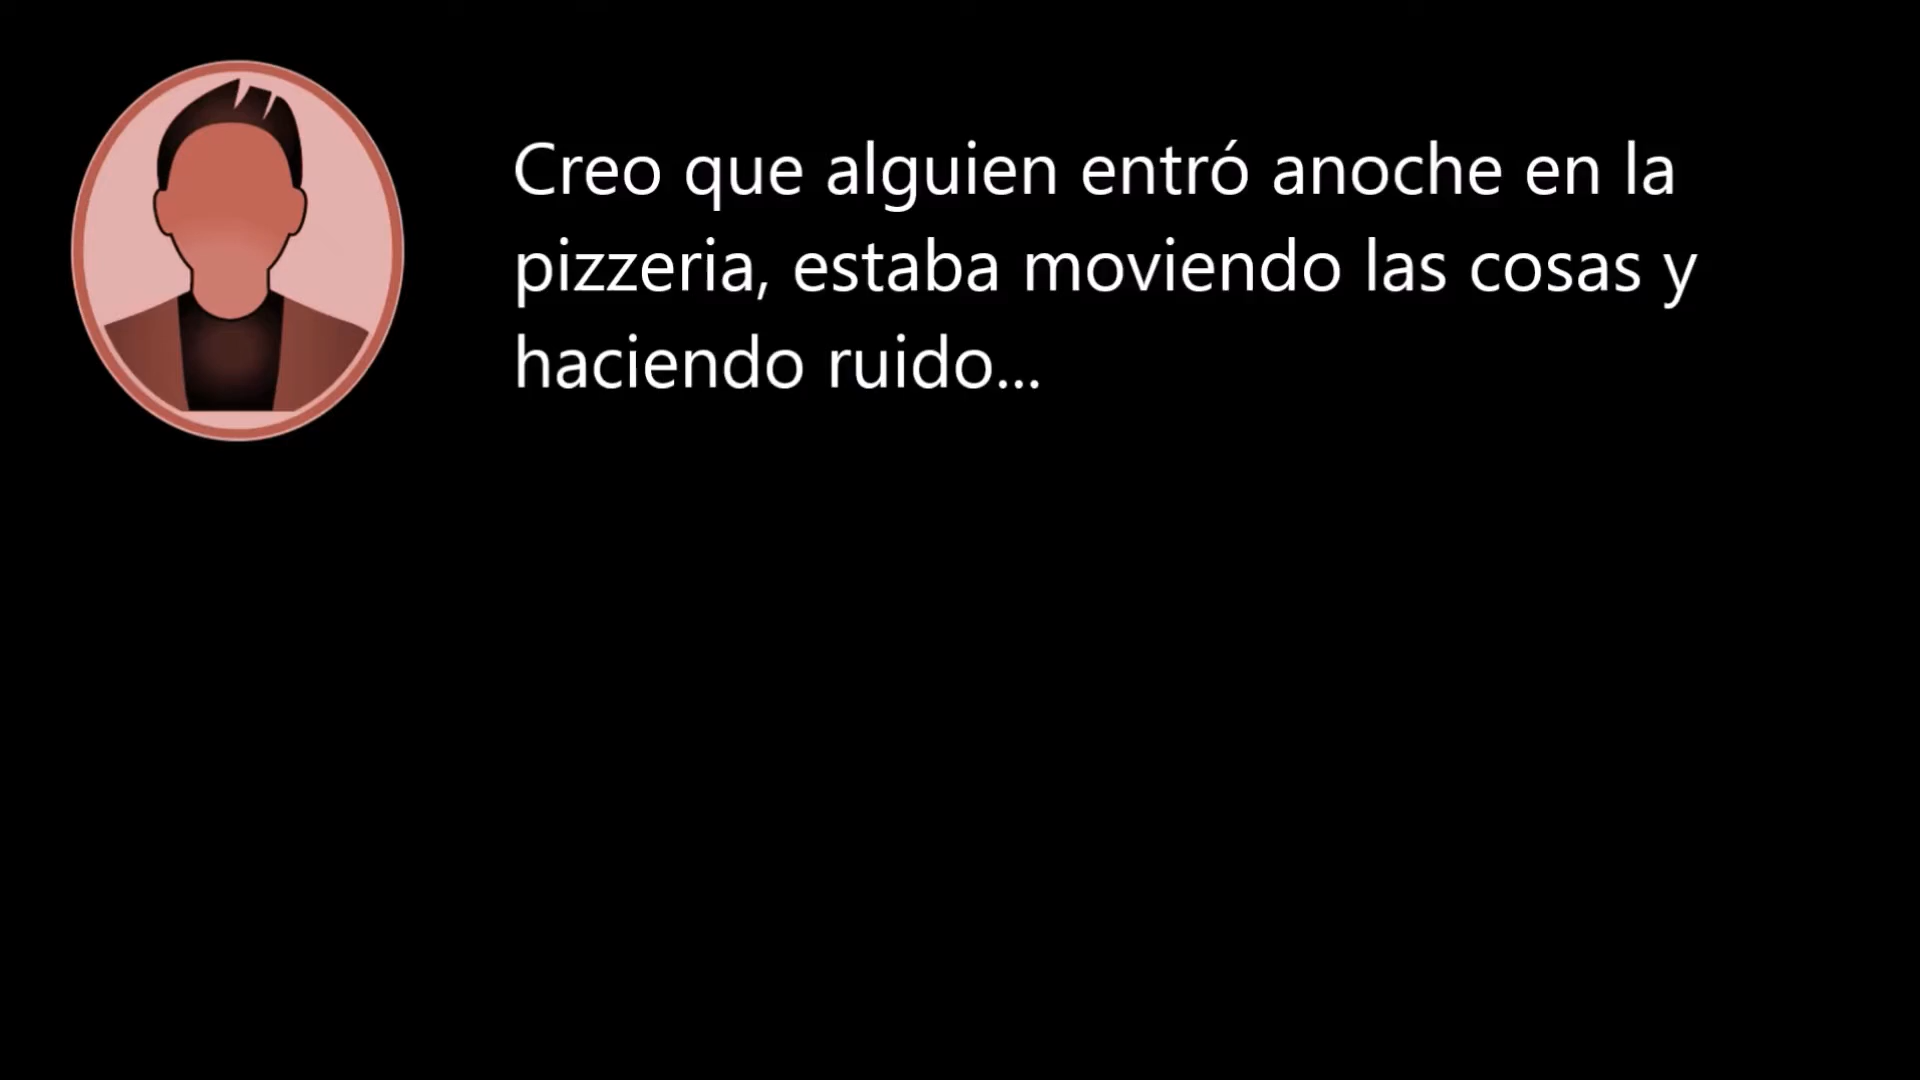 Creo que alguien entró anoche en la
pizzeria, estaba moviendo las cosas y
haciendo ruido...